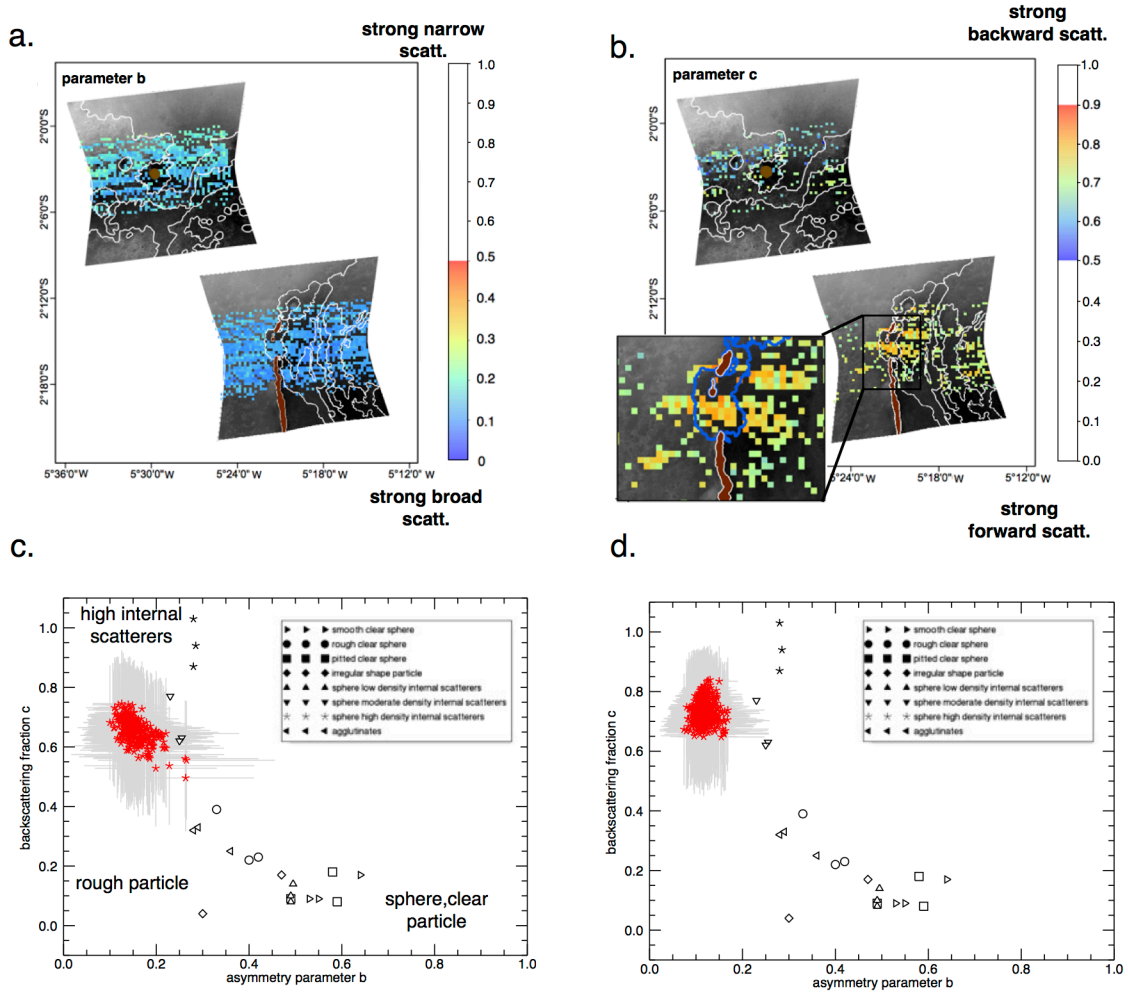 a.
strong narrow
scatt.
parameter b
1.0
0.9
0.8
0.7
0.6
0.5
0.4
0.3
0.2
0.1
0
2°0'0"S
2°6'0"S
2°12'0"S
2°18'0"S
5°36'0"W
5°30'0"W
5°24'0"W
5°18'0"W
5°12'0"W
strong broad
scatt.
b.
strong
backward scatt.
parameter c
1.0
0.9
0.8
0.7
0.6
0.5
0.4
0.3
0.2
0.1
0.0
2°0'0"S
2°6'0"S
2°12'0"S
5°24'0"W
5°18'0"W
5°12'0"W
strong
forward scatt.
c.
high internal
scatterers
smooth clear sphere
rough clear sphere
pitted clear sphere
irregular shape particle
sphere low density internal scatterers
sphere moderate density internal scatterers
sphere high density internal scatterers
agglutinates
rough particle
sphere,clear
particle
backscattering fraction c
1.0
0.8
0.6
0.4
0.2
0.0
0.0
0.2
0.4
0.6
0.8
1.0
asymmetry parameter b
d.
smooth clear sphere
rough clear sphere
pitted clear sphere
irregular shape particle
sphere low density internal scatterers
sphere moderate density internal scatterers
sphere high density internal scatterers
agglutinates
backscattering fraction c
1.0
0.8
0.6
0.4
0.2
0.0
0.0
0.2
0.4
0.6
0.8
1.0
asymmetry parameter b